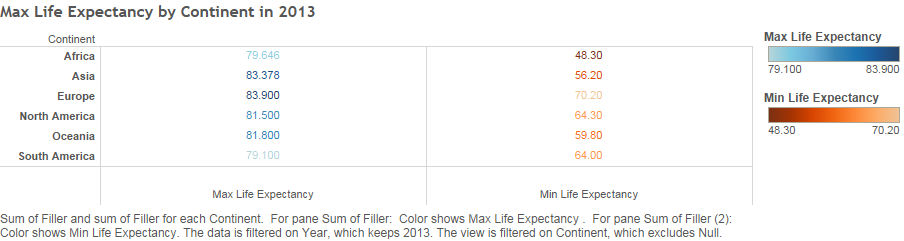 Max Life Expectancy by Continent in 2013
Continent
Africa 79.646 48.30
Asia 83.378 56.20
Europe 83.900 70.20
North America 81.500 64.30
Oceania 81.800 59.80
South America 79.100 64.00
Max Life Expectancy Min Life Expectancy
Max Life Expectancy
79.100 83.900
Min Life Expectancy
48.30 70.20
Sum of Filler and sum of Filler for each Continent. For pane Sum of Filler: Color shows Max Life Expectancy . For pane Sum of Filler (2):
Color shows Min Life Expectancy. The data is filtered on Year, which keeps 2013. The view is filtered on Continent, which excludes Null.